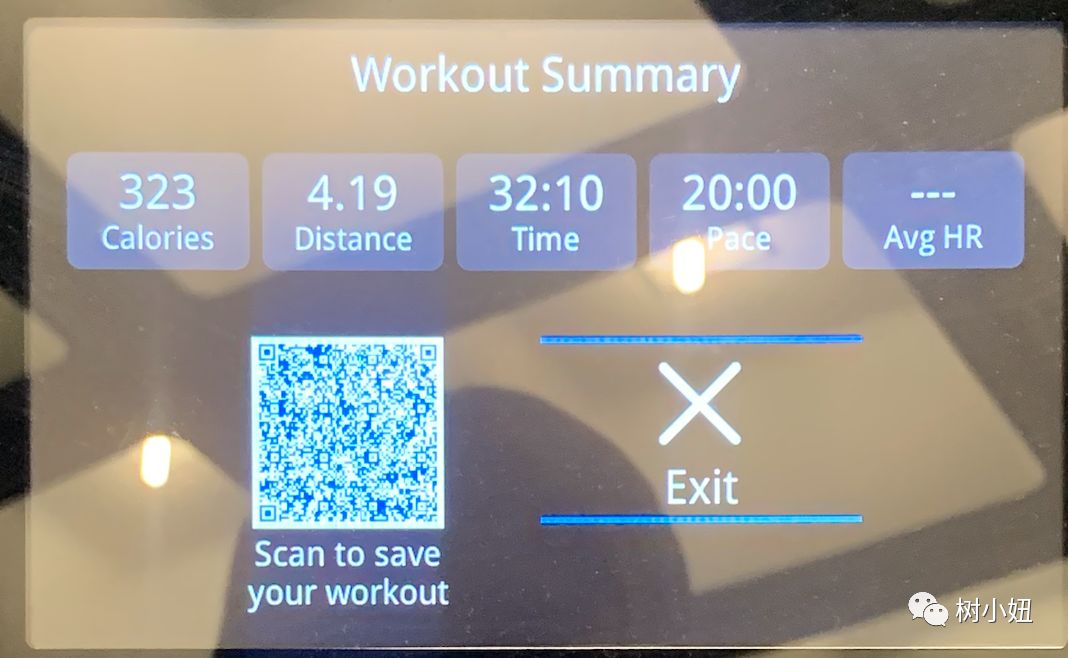 Workout Summary
323
Calories
4.19
Distance
32:10
Time
20:00
Pace
---
Avg HR
Scan to save
your workout
Exit
树小妞